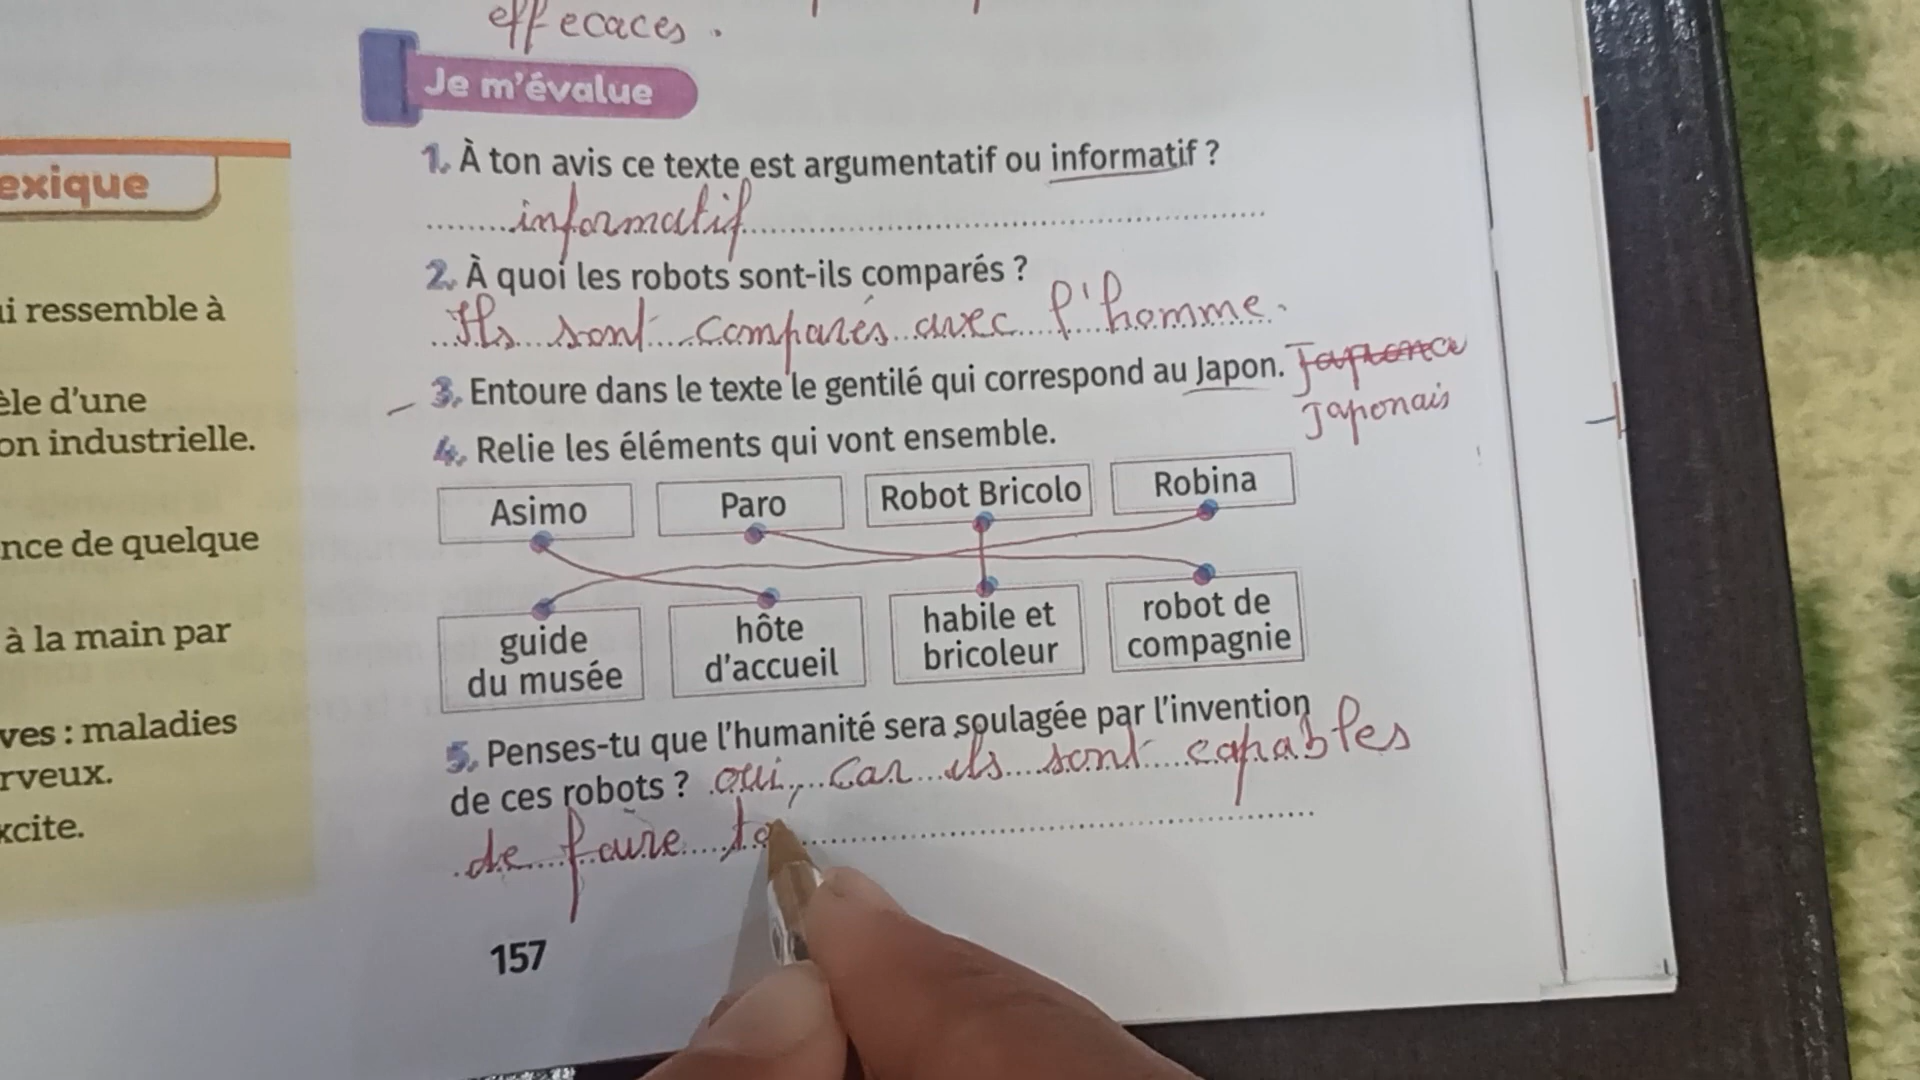 effecaces.
Je m'évalue
1. À ton avis ce texte est argumentatif ou informatif ?
informatif
2. À quoi les robots sont-ils comparés ?
Ils sont comparés avec l'homme.
3. Entoure dans le texte le gentilé qui correspond au Japon.
Japonais
4. Relie les éléments qui vont ensemble.
Asimo
Paro
Robot Bricolo
Robina
guide
du musée
hôte
d'accueil
habile et
bricoleur
robot de
compagnie
5. Penses-tu que l'humanité sera soulagée par l'invention
de ces robots ? oui, car ils sont capables
de faire to
157
exique
i ressemble à
èle d'une
on industrielle.
nce de quelque
à la main par
ves : maladies
rveux.
xcite.